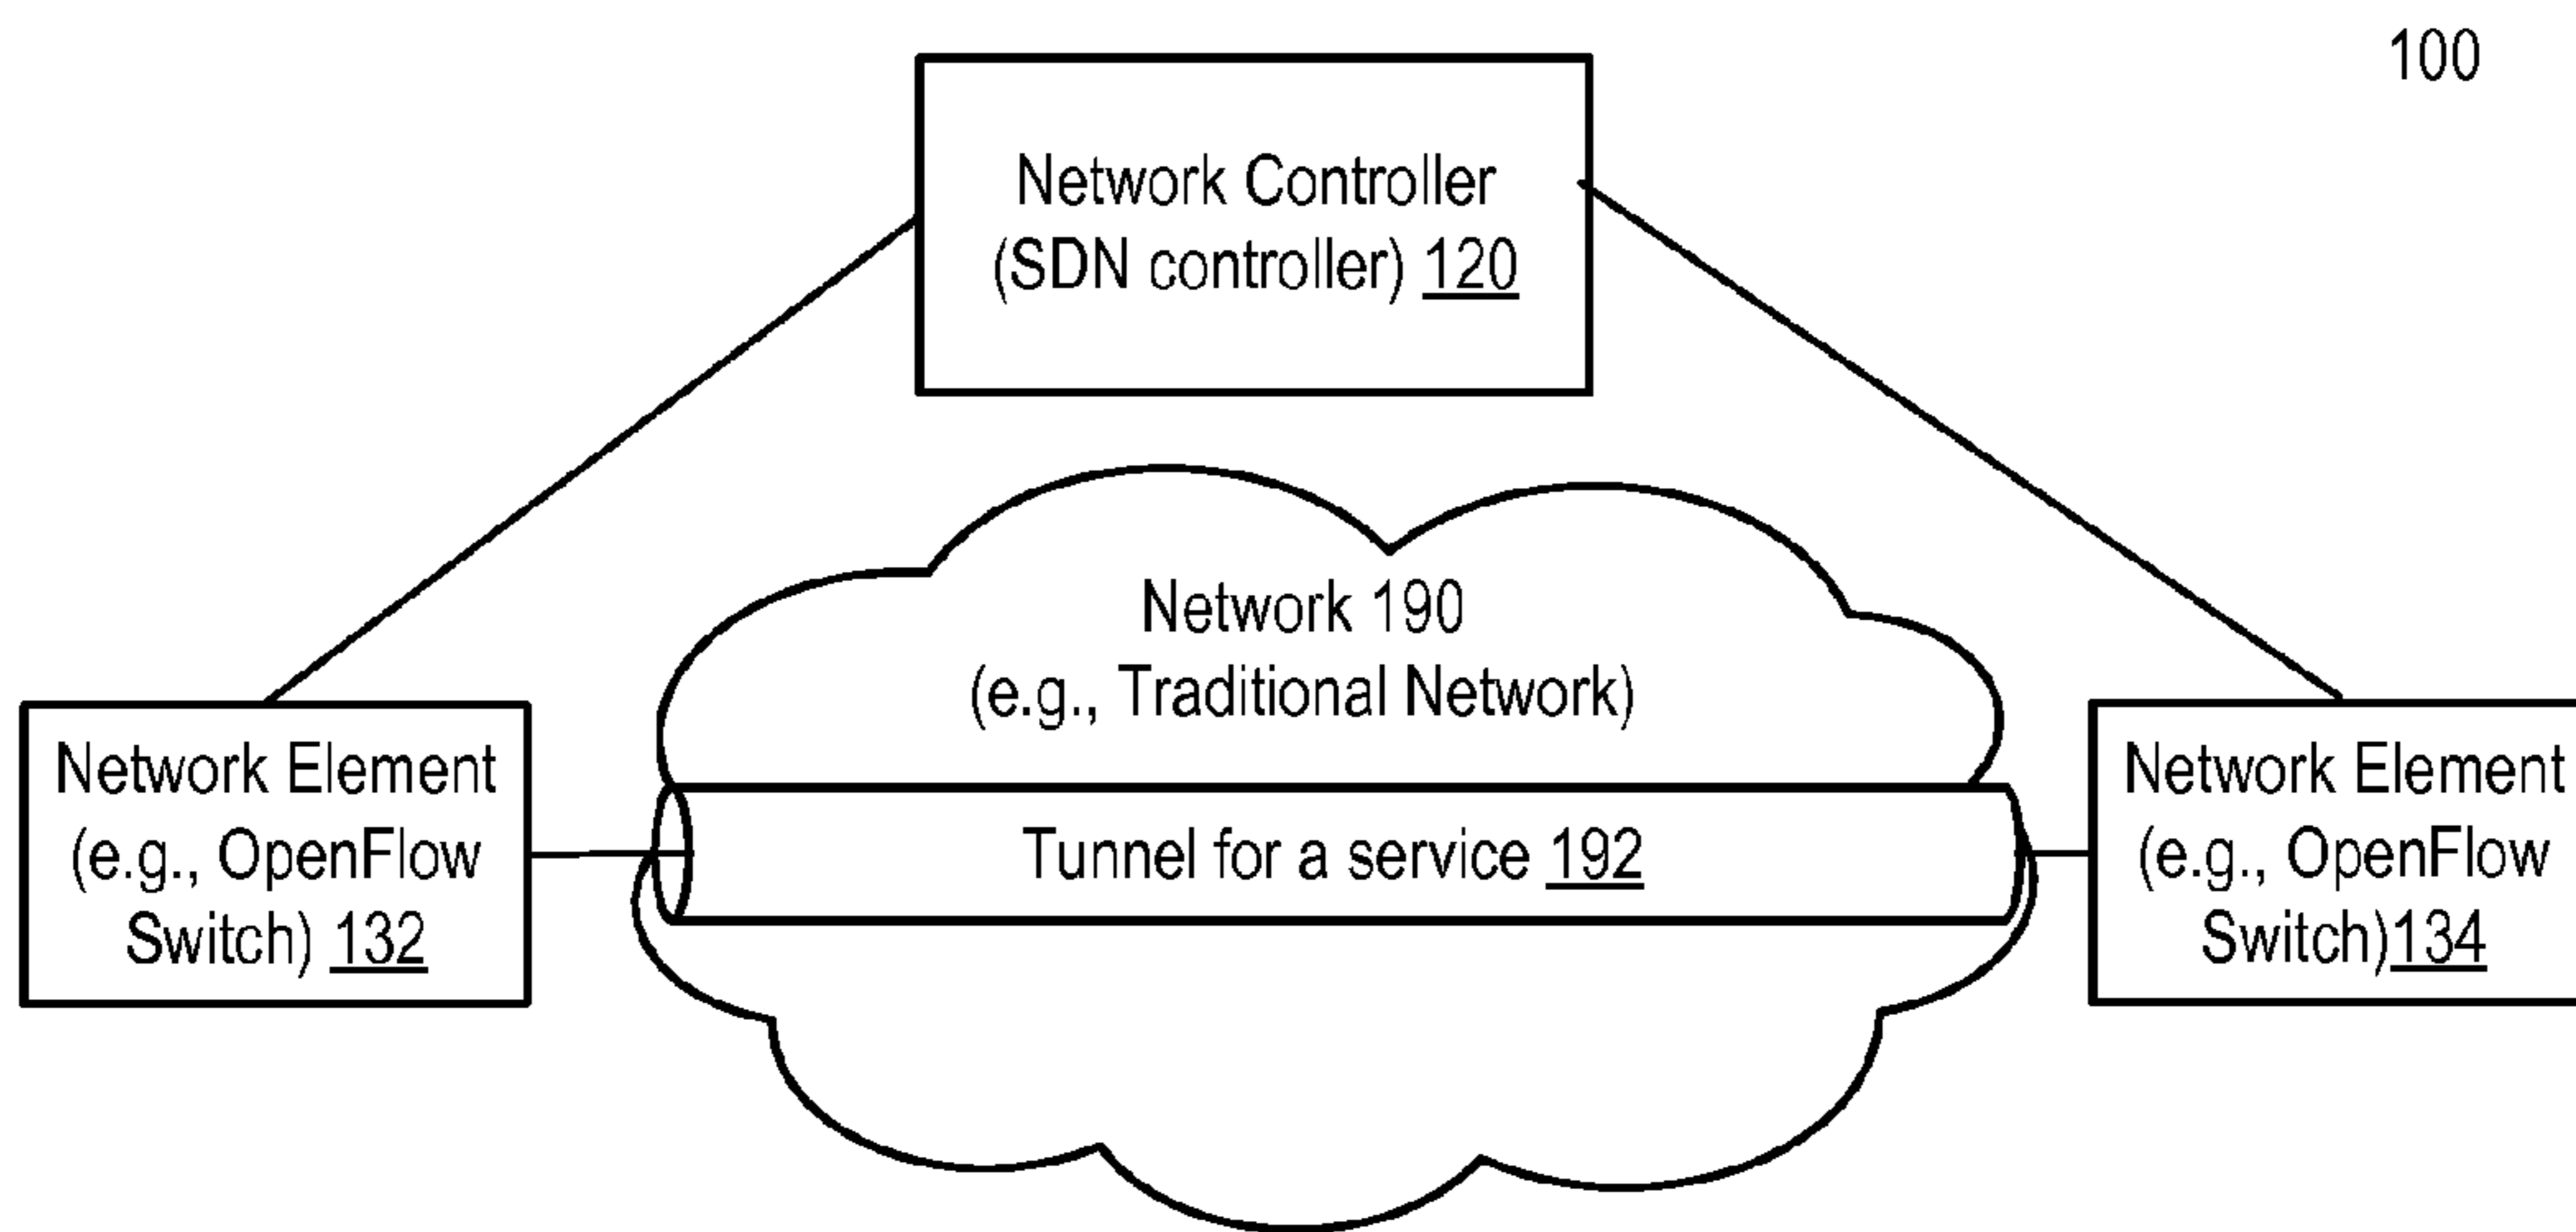 100
Network Controller
(SDN controller) 120
Network 190
(e.g., Traditional Network)
Network Element
(e.g., OpenFlow
Switch) 132
Tunnel for a service 192
Network Element
(e.g., OpenFlow
Switch)134